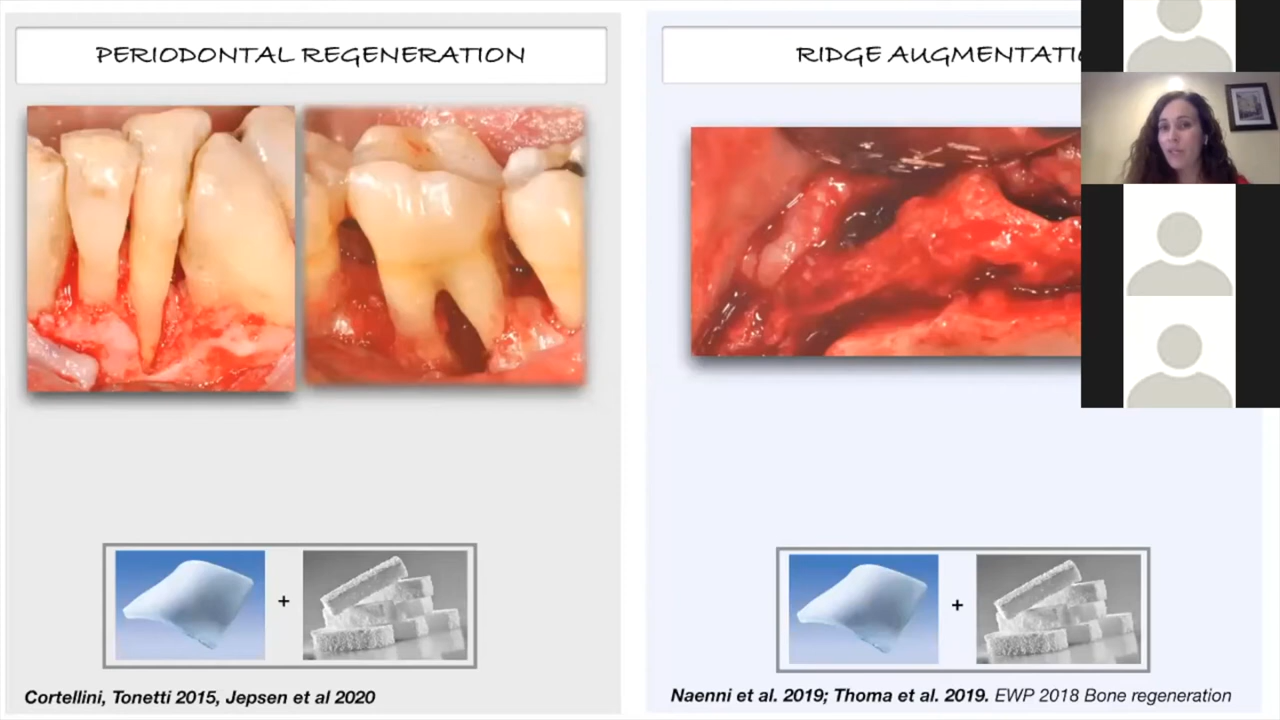 PERIODONTAL REGENERATION
RIDGE AUGMENTATI
+
+
Cortellini, Tonetti 2015, Jepsen et al 2020
Naenni et al. 2019; Thoma et al. 2019. EWP 2018 Bone regeneration